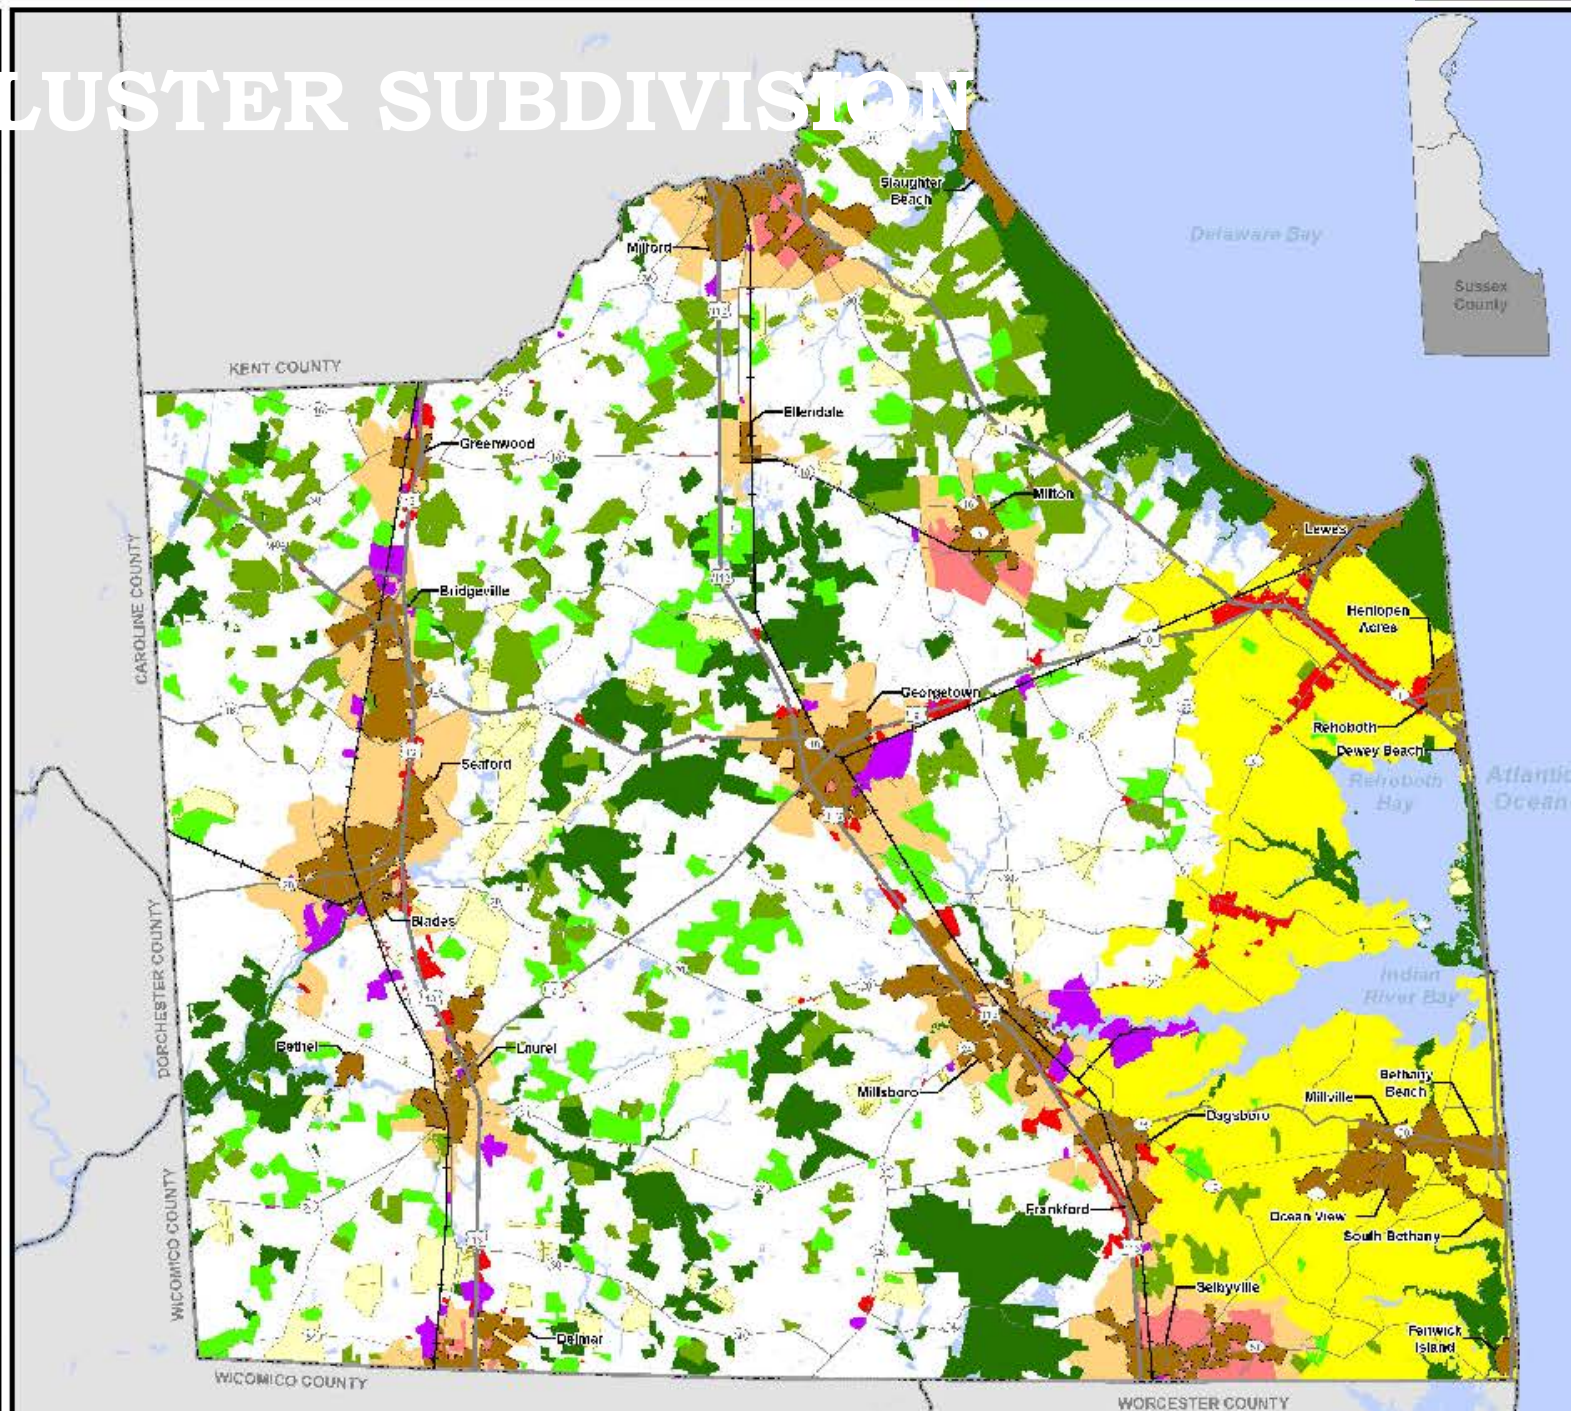 LUSTER SUBDIVISION
Slaughter
Beach
Delaware Bay
Sussex
County
Milford
KENT COUNTY
Ellendale
Greenwood
Milton
Lewes
CAROLINE COUNTY
Bridgeville
Henlopen
Acres
Georgetown
Rehoboth
Dewey Beach
Seaford
Rehoboth
Bay
Atlantic
Ocean
Blades
DORCHESTER COUNTY
Indian
River Bay
Bethel
Laurel
Millsboro
Bethany
Beach
Millville
Dagsboro
WICOMICO COUNTY
Frankford
Ocean View
South Bethany
Selbyville
Delmar
Fenwick
Island
WICOMICO COUNTY
WORCESTER COUNTY